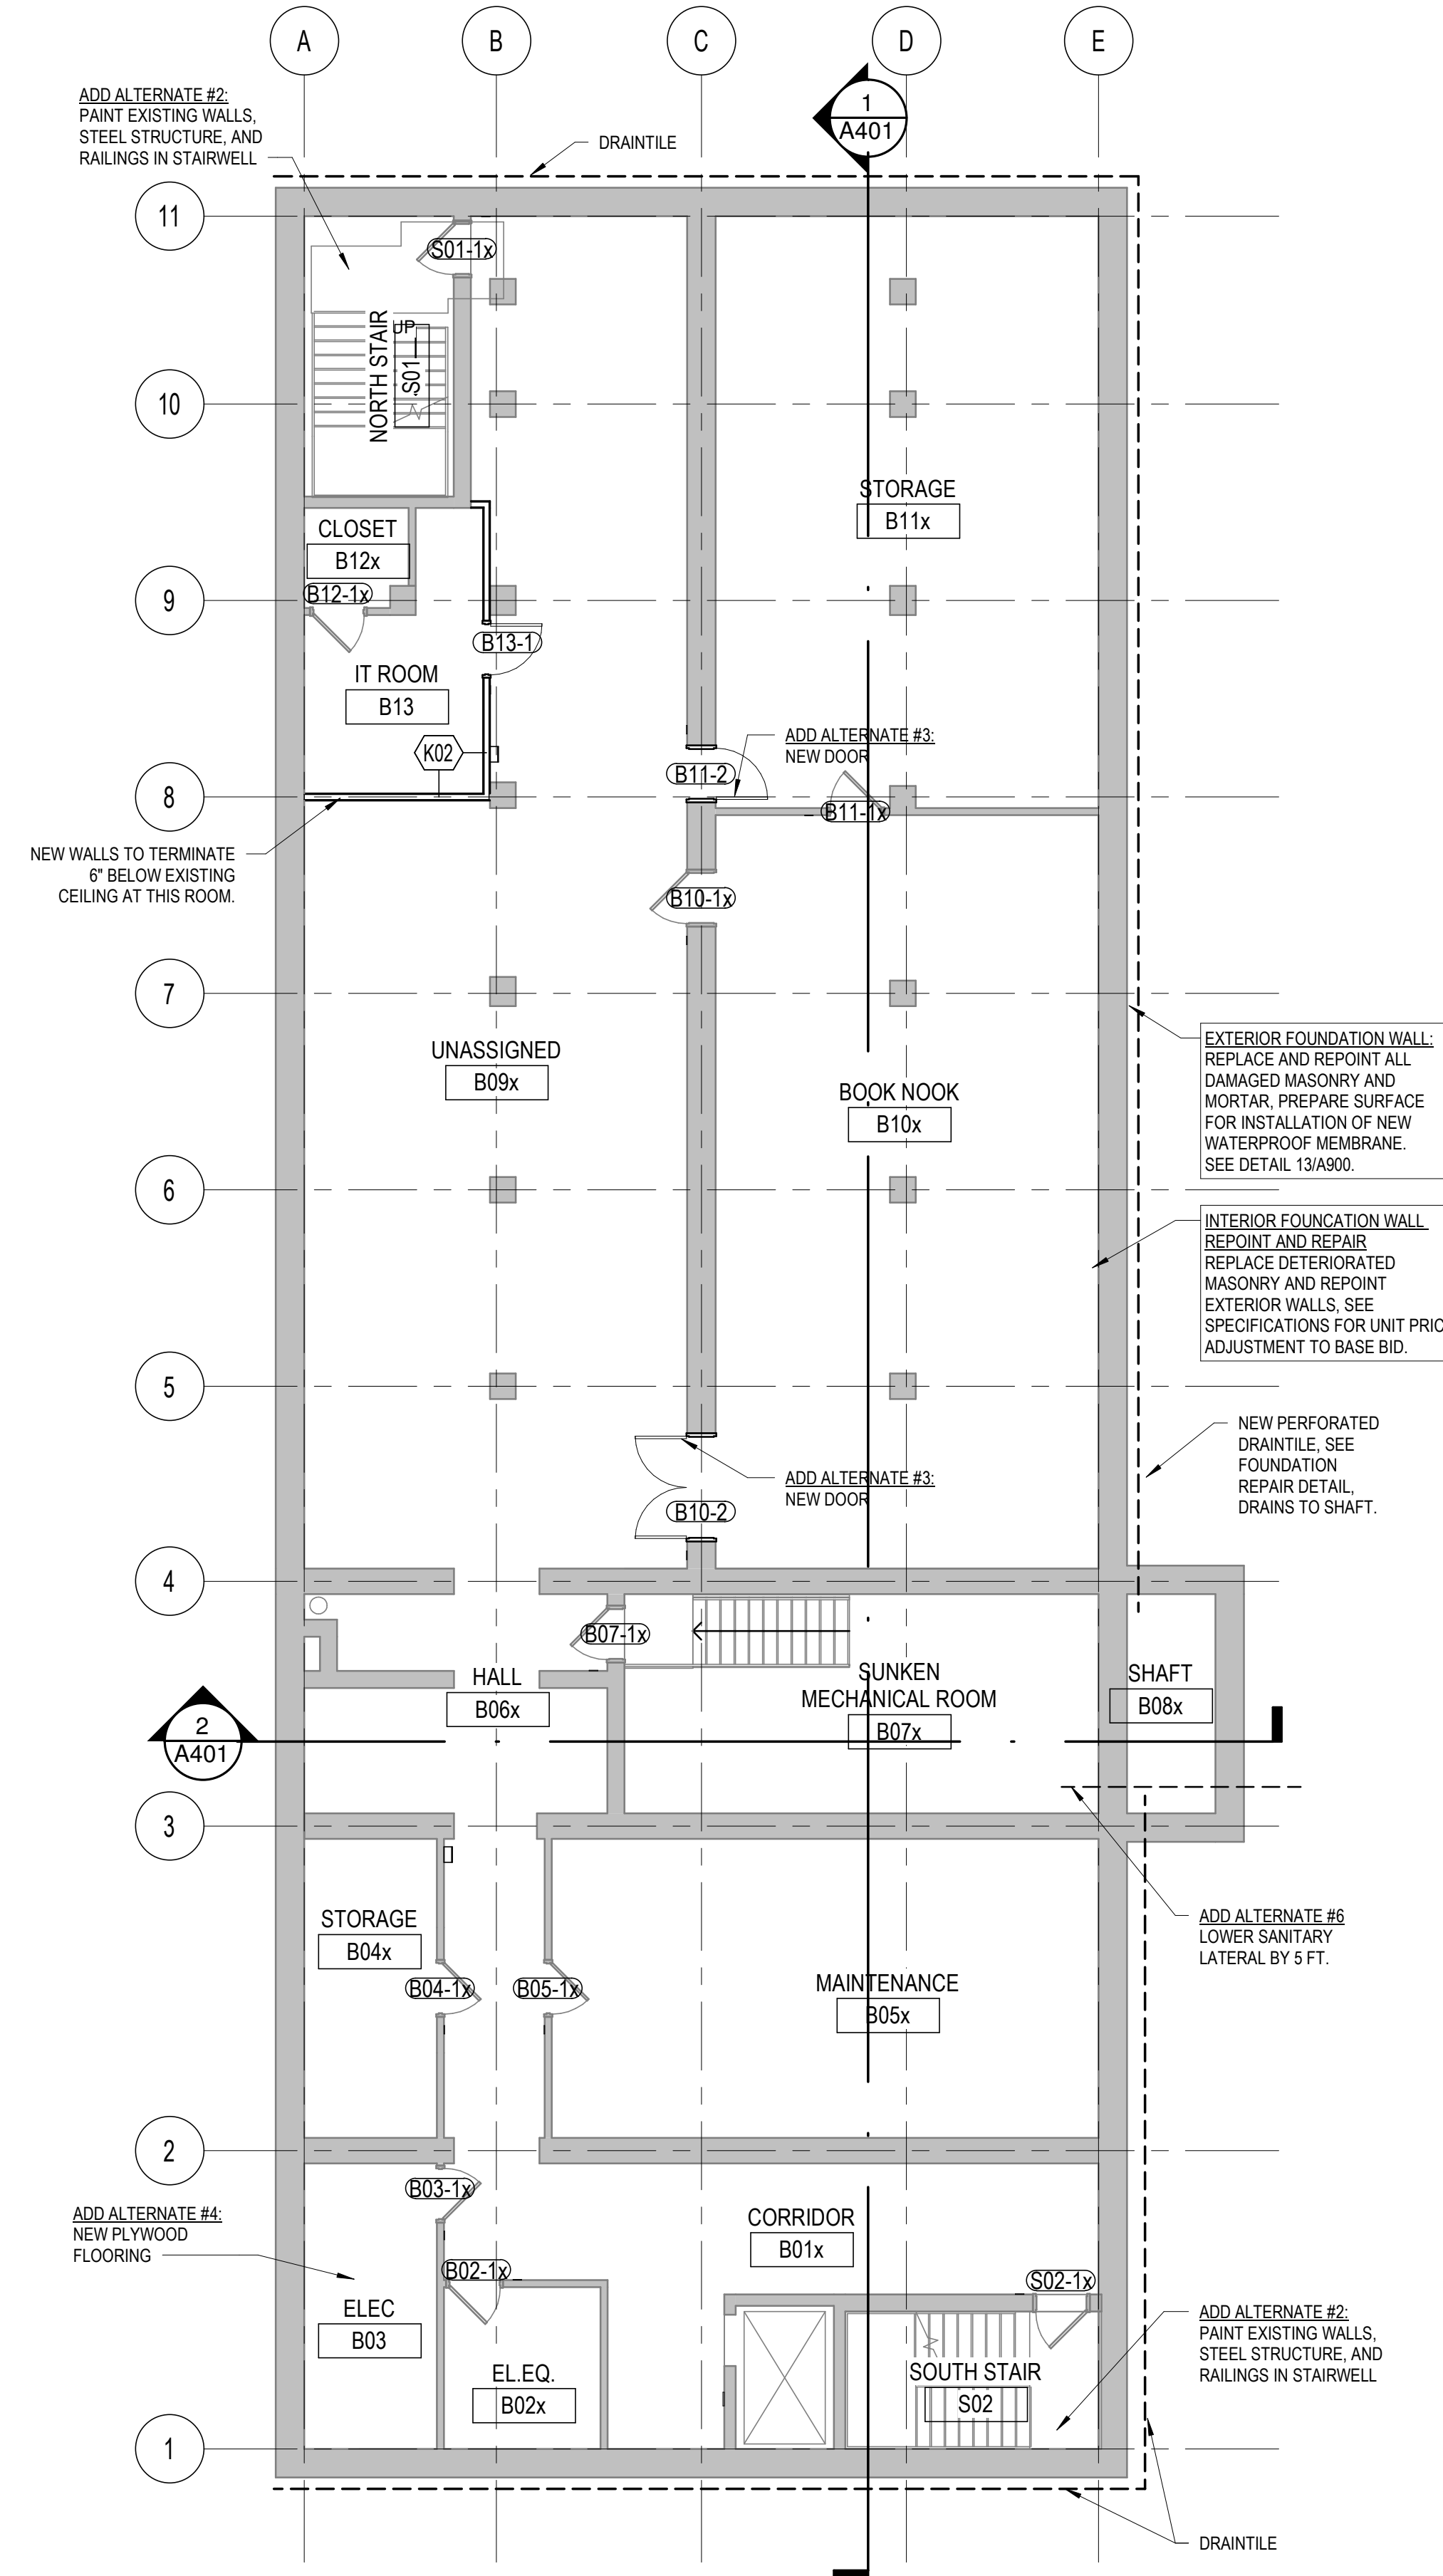 A
B
C
D
E
1
A401
ADD ALTERNATE #2:
PAINT EXISTING WALLS,
STEEL STRUCTURE, AND
RAILINGS IN STAIRWELL
DRAINTILE
11
S01-1x
UP
NORTH STAIR
S01
10
STORAGE
B11x
CLOSET
B12x
9
B12-1x
B13-1
IT ROOM
B13
K02
ADD ALTERNATE #3:
NEW DOOR
B11-2
8
B11-1x
NEW WALLS TO TERMINATE
6" BELOW EXISTING
CEILING AT THIS ROOM.
B10-1x
7
UNASSIGNED
B09x
BOOK NOOK
B10x
EXTERIOR FOUNDATION WALL:
REPLACE AND REPOINT ALL
DAMAGED MASONRY AND
MORTAR, PREPARE SURFACE
FOR INSTALLATION OF NEW
WATERPROOF MEMBRANE.
SEE DETAIL 13/A900.
6
INTERIOR FOUNCATION WALL
REPOINT AND REPAIR
REPLACE DETERIORATED
MASONRY AND REPOINT
EXTERIOR WALLS, SEE
SPECIFICATIONS FOR UNIT PRIC
ADJUSTMENT TO BASE BID.
5
NEW PERFORATED
DRAINTILE, SEE
FOUNDATION
REPAIR DETAIL,
DRAINS TO SHAFT.
ADD ALTERNATE #3:
NEW DOOR
B10-2
4
B07-1x
HALL
B06x
SUNKEN
MECHANICAL ROOM
B07x
SHAFT
B08x
2
A401
3
ADD ALTERNATE #6
LOWER SANITARY
LATERAL BY 5 FT.
STORAGE
B04x
B04-1x
B05-1x
MAINTENANCE
B05x
2
B03-1x
ADD ALTERNATE #4:
NEW PLYWOOD
FLOORING
CORRIDOR
B01x
B02-1x
S02-1x
ELEC
B03
ADD ALTERNATE #2:
PAINT EXISTING WALLS,
STEEL STRUCTURE, AND
RAILINGS IN STAIRWELL
EL.EQ.
B02x
SOUTH STAIR
S02
1
DRAINTILE